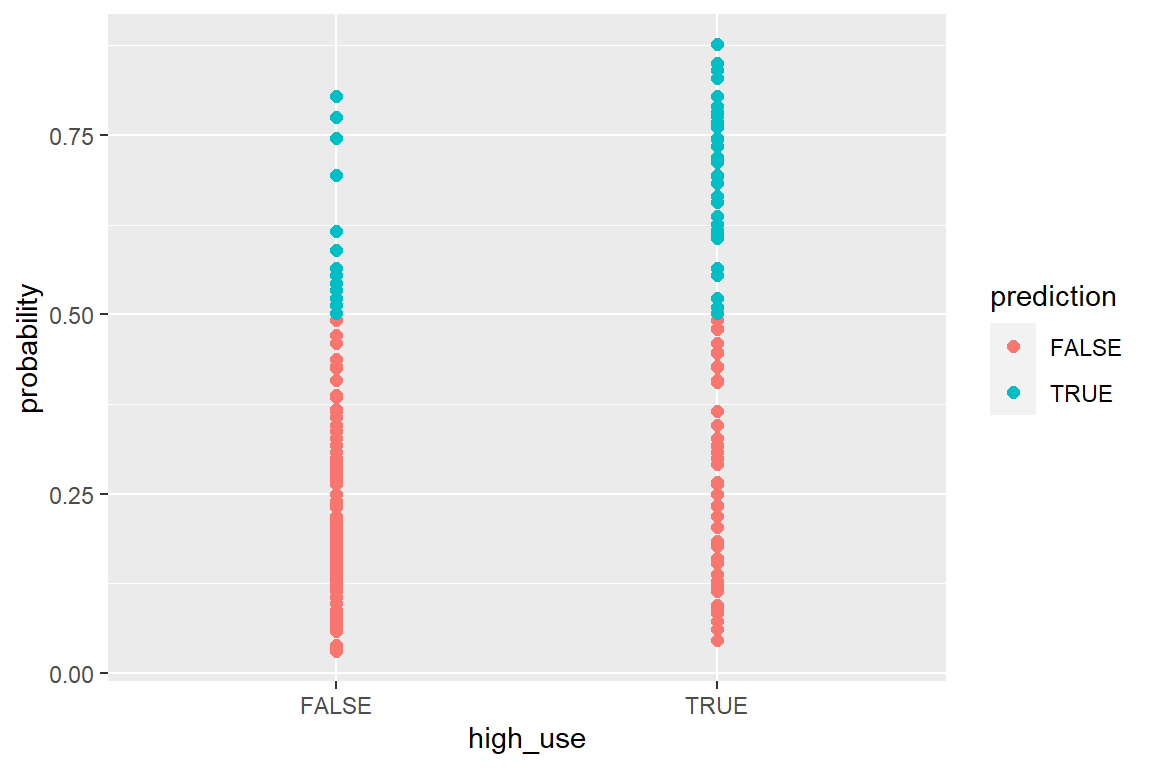 probability
0.75
0.50
0.25
0.00
FALSE
TRUE
high_use
prediction
FALSE
TRUE